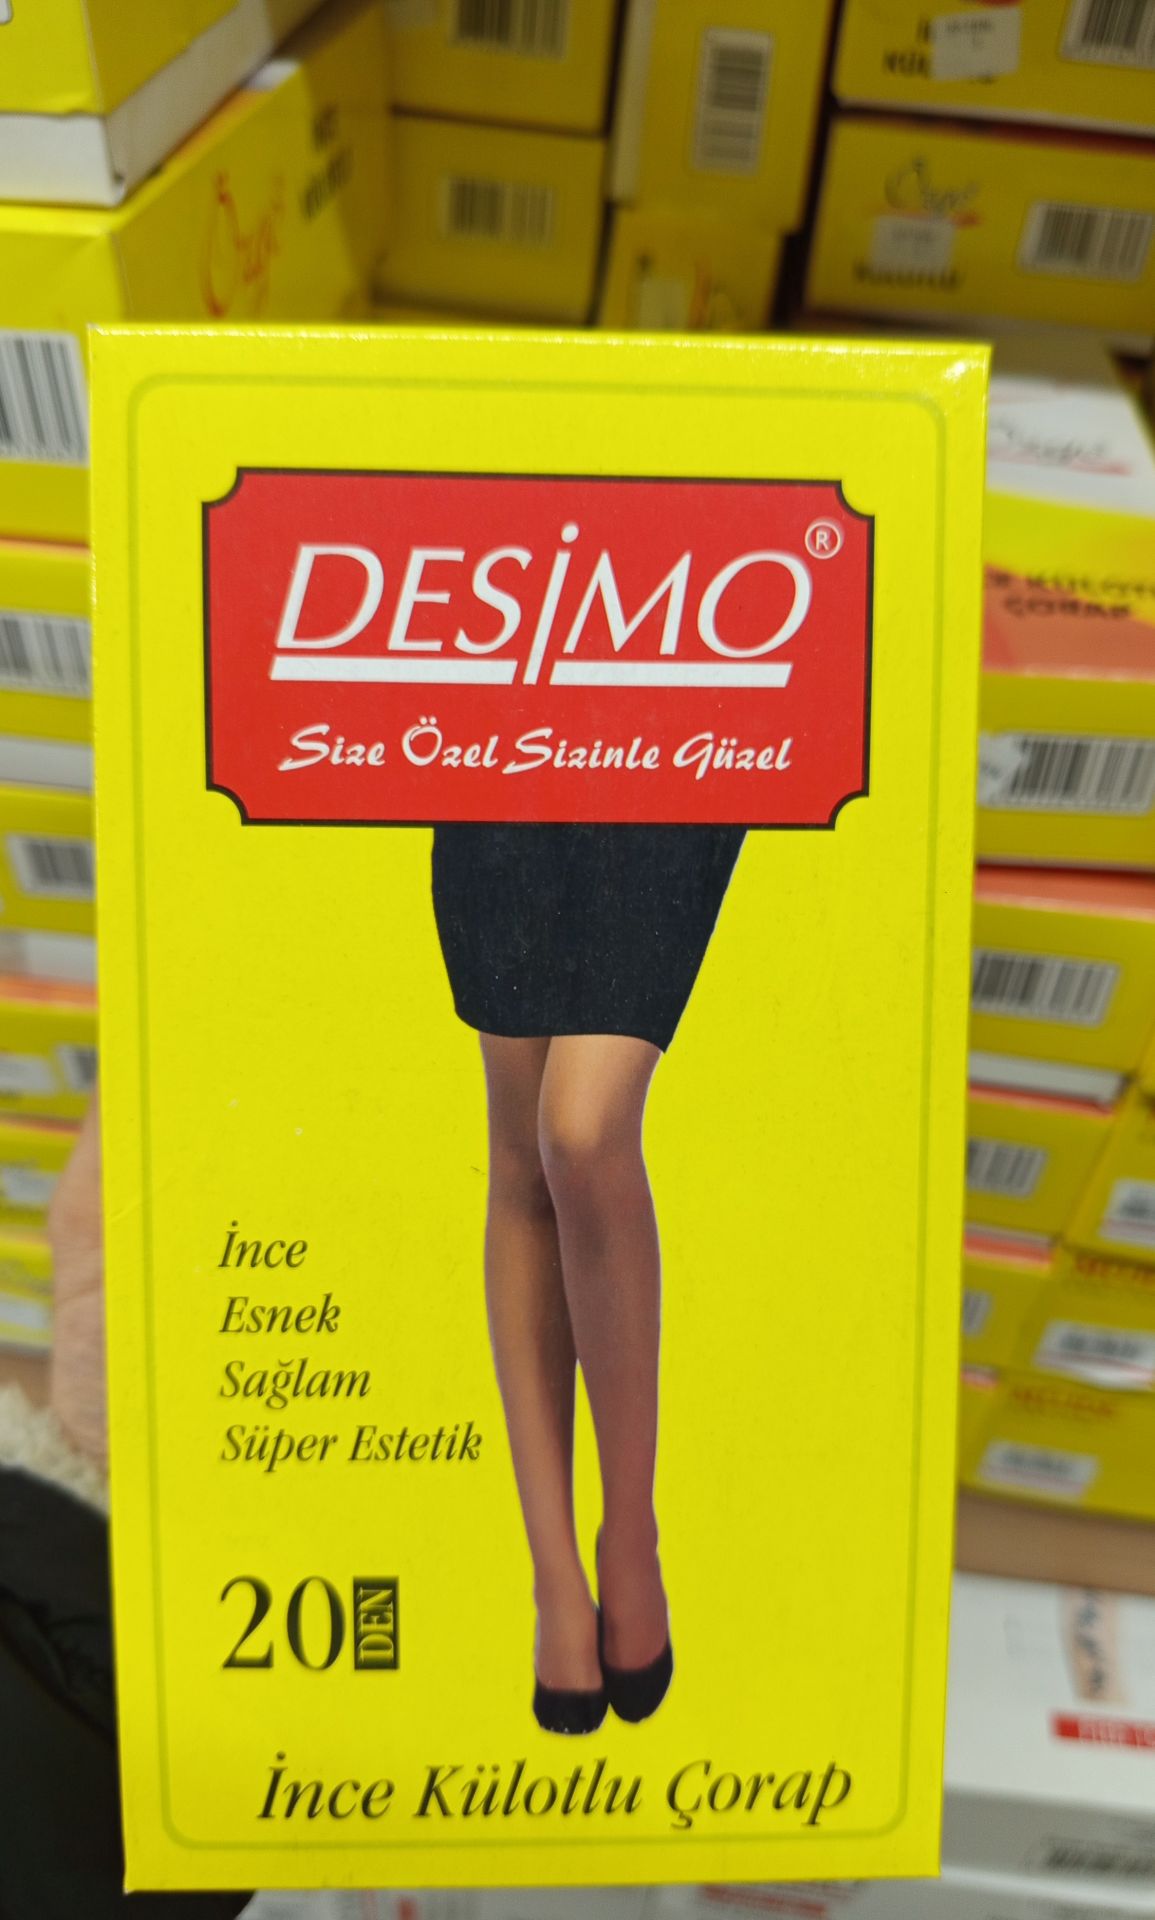 DESİMO®
Size Özel Sizinle Güzel
İnce
Esnek
Sağlam
Süper Estetik
20 DEN
İnce Külotlu Çorap